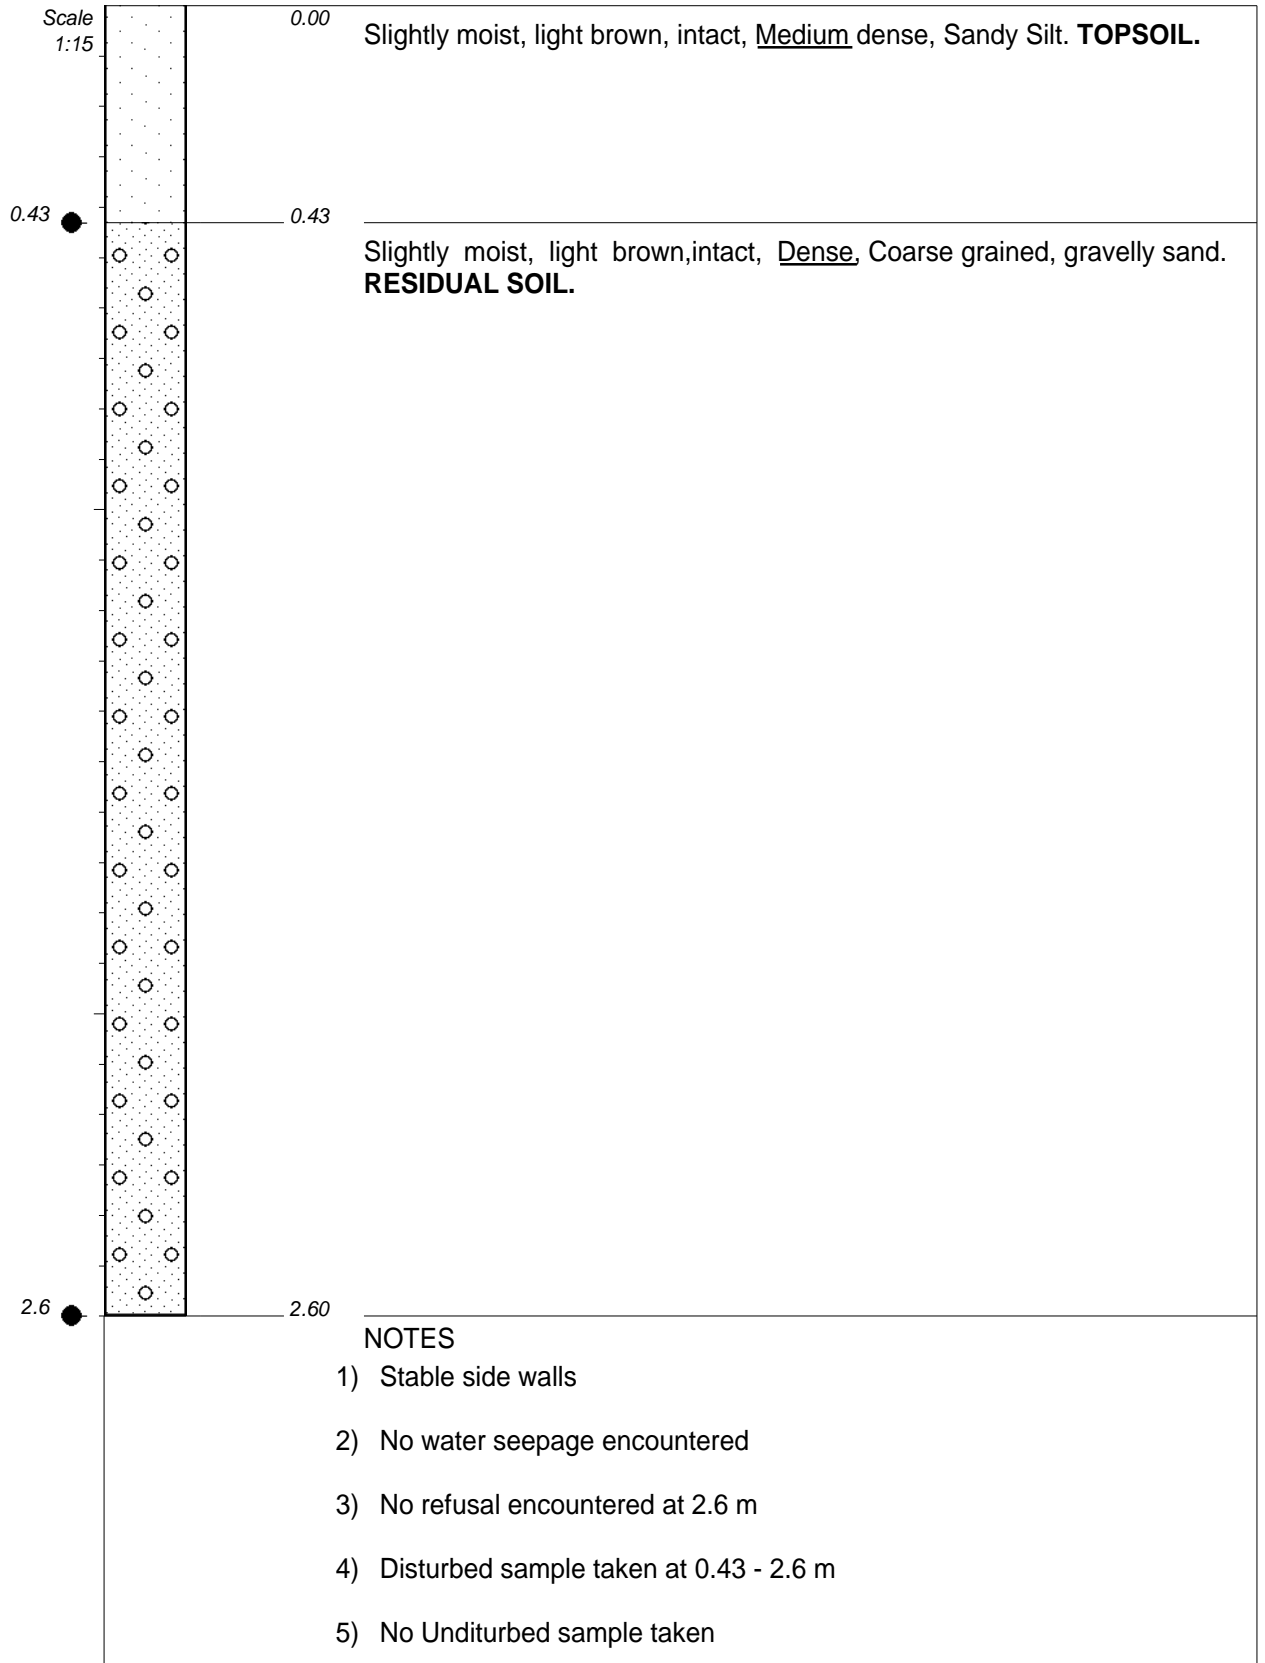 Scale
1:15
0.00
Slightly moist, light brown, intact, Medium dense, Sandy Silt. TOPSOIL.
0.43
0.43
Slightly moist, light brown,intact, Dense, Coarse grained, gravelly sand.
RESIDUAL SOIL.
2.6
2.60
NOTES
1) Stable side walls
2) No water seepage encountered
3) No refusal encountered at 2.6 m
4) Disturbed sample taken at 0.43 - 2.6 m
5) No Unditurbed sample taken